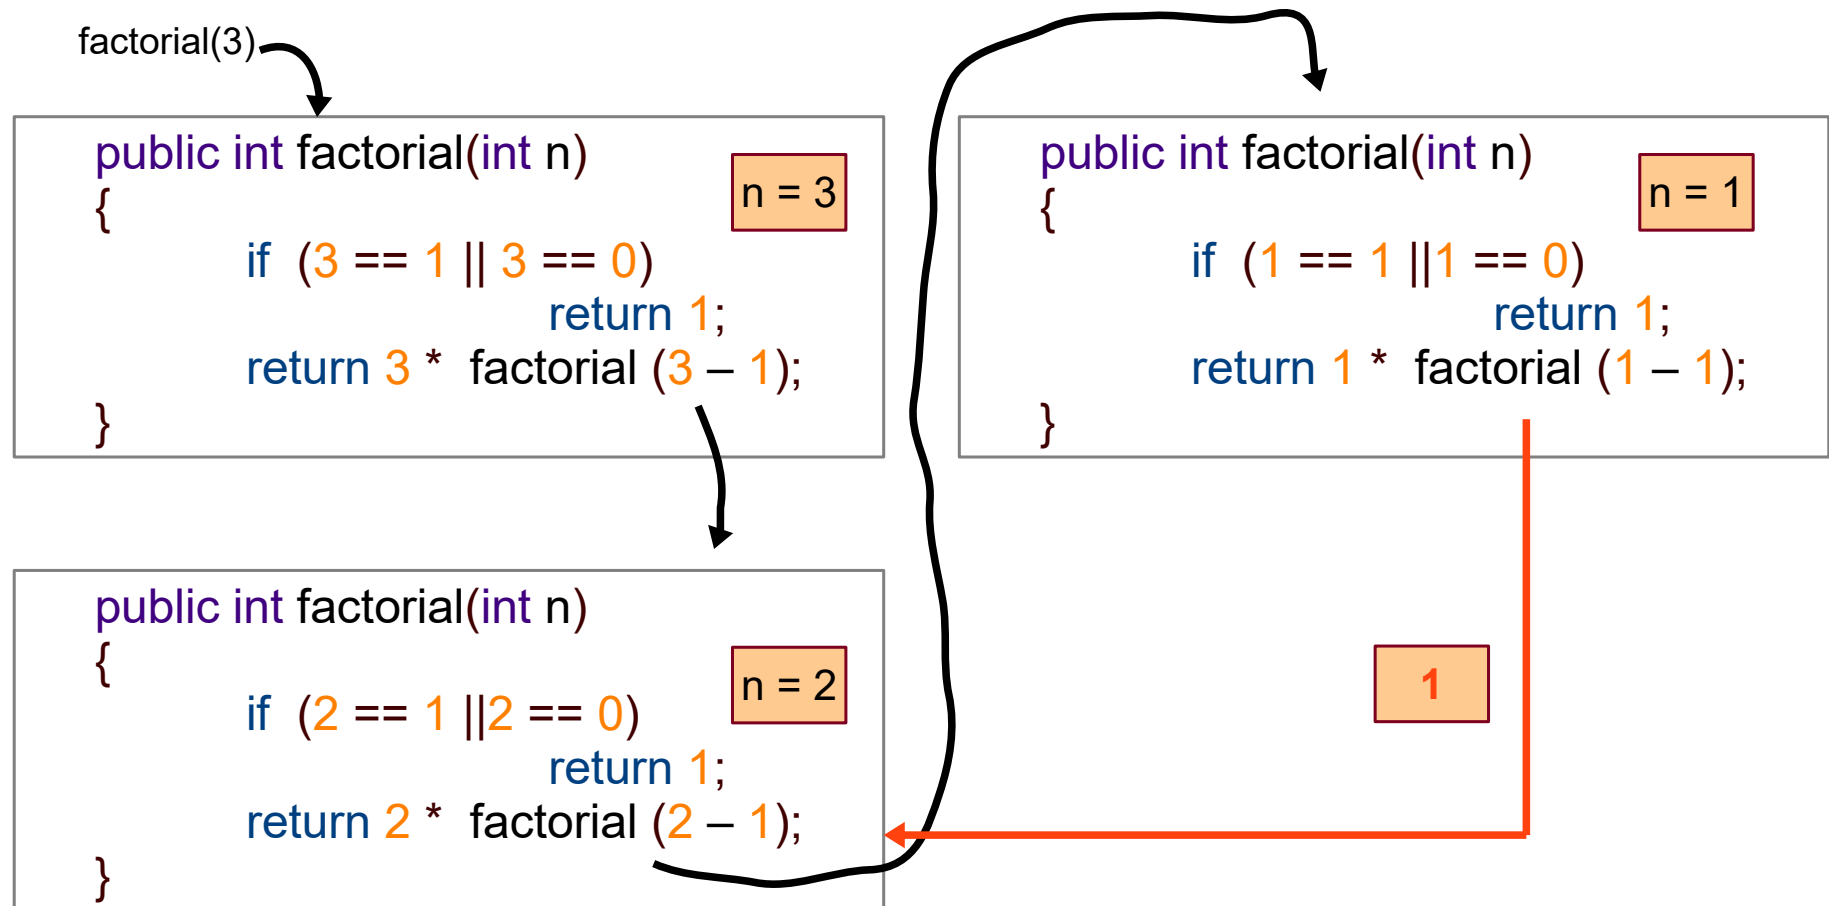 factorial(3)
public int factorial(int n)
n = 3
{
if (3 == 1 || 3 == 0)
return 1;
return 3 * factorial (3 – 1);
}
public int factorial(int n)
n = 2
{
if (2 == 1 ||2 == 0)
return 1;
return 2 * factorial (2 – 1);
}
public int factorial(int n)
n = 1
{
if (1 == 1 ||1 == 0)
return 1;
return 1 * factorial (1 – 1);
}
1